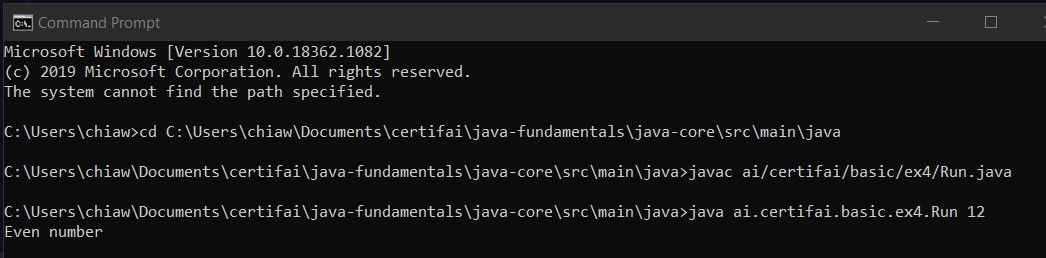 Command Prompt
Microsoft Windows [Version 10.0.18362.1082]
(c) 2019 Microsoft Corporation. All rights reserved.
The system cannot find the path specified.
C:\Users\chiaw>cd C:\Users\chiaw\Documents\certifai\java-fundamentals\java-core\src\main\java
C:\Users\chiaw\Documents\certifai\java-fundamentals\java-core\src\main\java>javac ai/certifai/basic/ex4/Run.java
C:\Users\chiaw\Documents\certifai\java-fundamentals\java-core\src\main\java>java ai.certifai.basic.ex4.Run 12
Even number